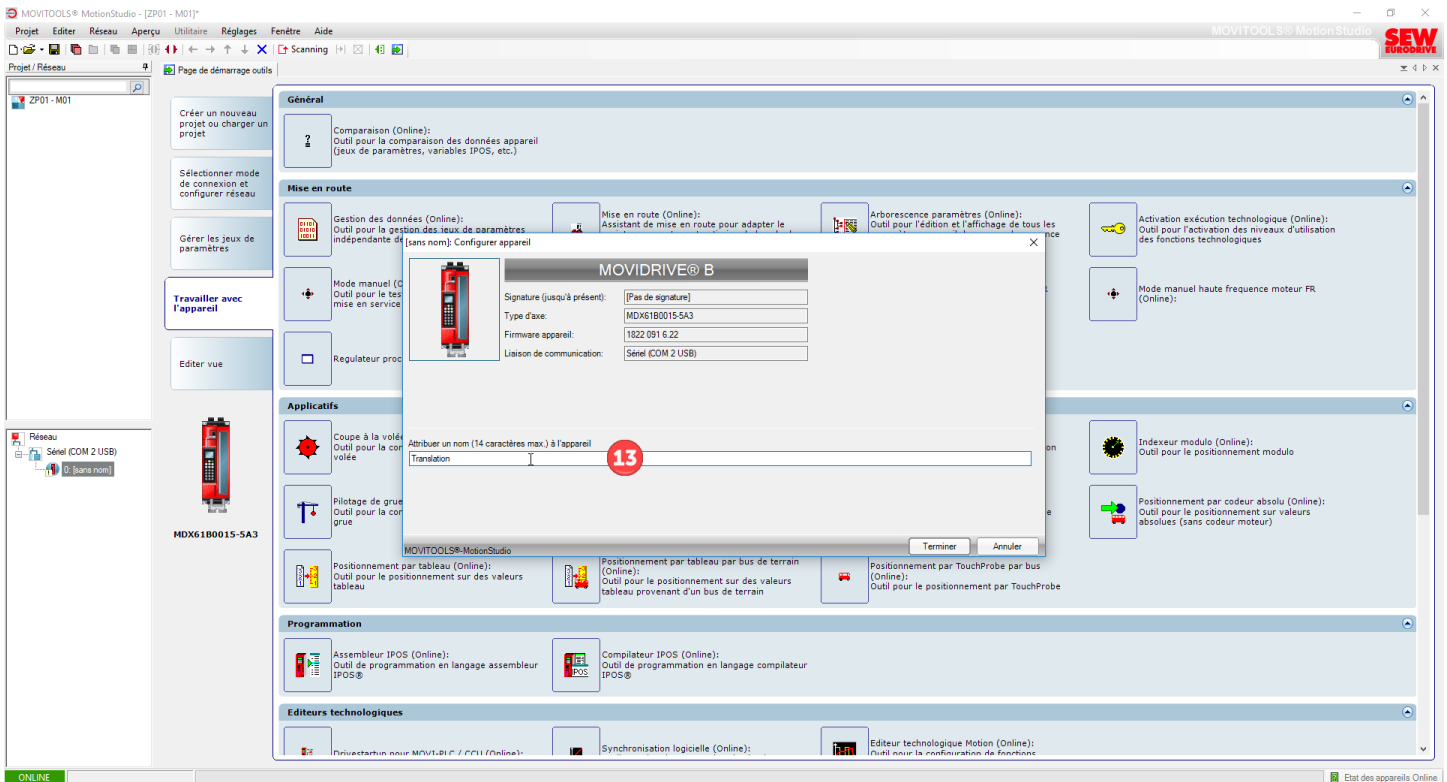 MOVITOOLS® MotionStudio - [ZP01 - M01]*
Projet Editer Réseau Aperçu Utilitaire Réglages Fenêtre Aide
MOVITOOLS® MotionStudio
SEW
EURODRIVE
Scanning
Projet / Réseau
Page de démarrage outils
ZP01 - M01
Créer un nouveau
projet ou charger un
projet
Sélectionner mode
de connexion et
configurer réseau
Gérer les jeux de
paramètres
Travailler avec
l'appareil
Editer vue
MDX61B0015-5A3
Réseau
Sériel (COM 2 USB)
0: [sans nom]
Général
?
Comparaison (Online):
Outil pour la comparaison des données appareil
(jeux de paramètres, variables IPOS, etc.)
Mise en route
Gestion des données (Online):
Outil pour la gestion des jeux de paramètres
indépendante de
Mise en route (Online):
Assistant de mise en route pour adapter le
Arborescence paramètres (Online):
Outil pour l'édition et l'affichage de tous les
Activation exécution technologique (Online):
Outil pour l'activation des niveaux d'utilisation
des fonctions technologiques
Mode manuel (O
Outil pour le tes
mise en service
Mode manuel haute frequence moteur FR
(Online):
Regulateur proc
[sans nom]: Configurer appareil
MOVIDRIVE® B
Signature (jusqu'à présent): [Pas de signature]
Type d'axe: MDX61B0015-5A3
Firmware appareil: 1822 091 6.22
Liaison de communication: Sériel (COM 2 USB)
Attribuer un nom (14 caractères max.) à l'appareil
Translation
13
MOVITOOLS®-MotionStudio
Terminer Annuler
Applicatifs
Coupe à la volée
Outil pour la con
volée
on
Indexeur modulo (Online):
Outil pour le positionnement modulo
Pilotage de grue
Outil pour la con
grue
e
Positionnement par codeur absolu (Online):
Outil pour le positionnement sur valeurs
absolues (sans codeur moteur)
Positionnement par tableau (Online):
Outil pour le positionnement sur des valeurs
tableau
Positionnement par tableau par bus de terrain
(Online):
Outil pour le positionnement sur des valeurs
tableau provenant d'un bus de terrain
Positionnement par TouchProbe par bus
(Online):
Outil pour le positionnement par TouchProbe
Programmation
Assembleur IPOS (Online):
Outil de programmation en langage assembleur
IPOS®
IPOS
Compilateur IPOS (Online):
Outil de programmation en langage compilateur
IPOS®
Editeurs technologiques
Drivestartup pour MOVI-PLC / CCU (Online):
Synchronisation logicielle (Online):
Editeur technologique Motion (Online):
Outil pour la configuration de fonctions
ONLINE
Etat des appareils Online